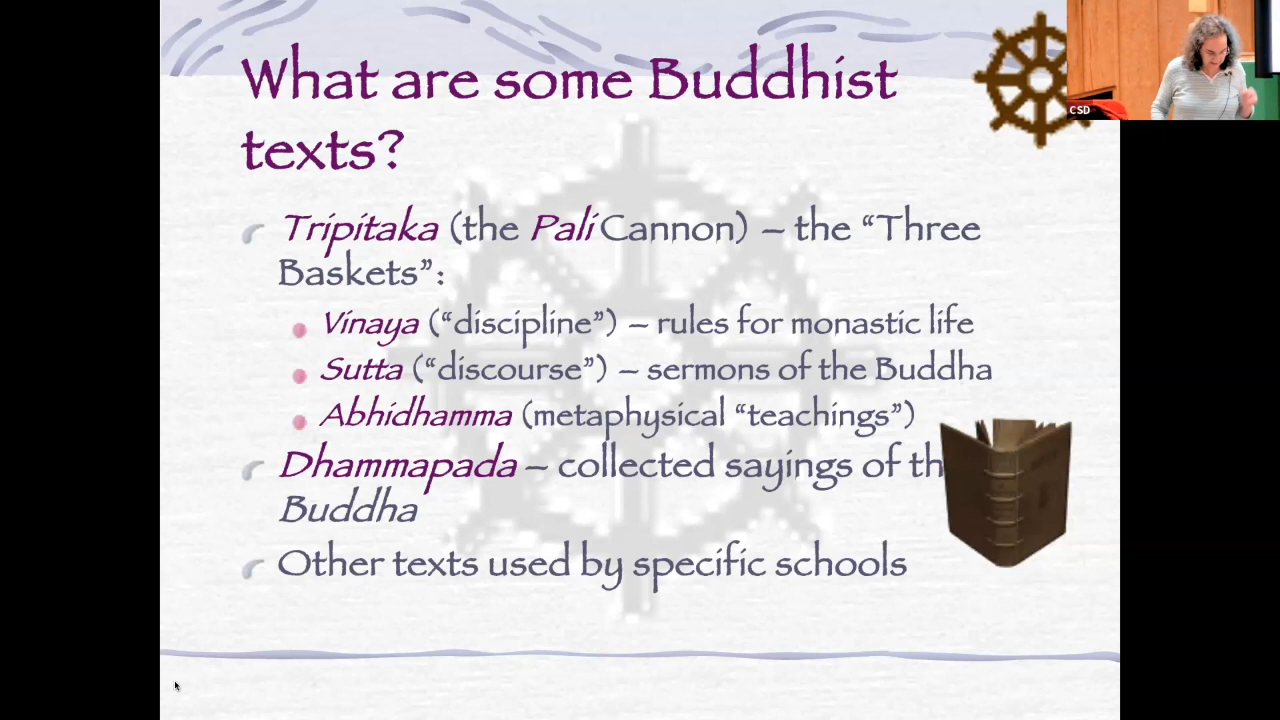 What are some Buddhist
texts?
Tripitaka (the Pali Cannon) – the “Three
Baskets”:
Vinaya (“discipline”) – rules for monastic life
Sutta (“discourse”) – sermons of the Buddha
Abhidhamma (metaphysical “teachings”)
Dhammapada – collected sayings of th
Buddha
Other texts used by specific schools
CSD